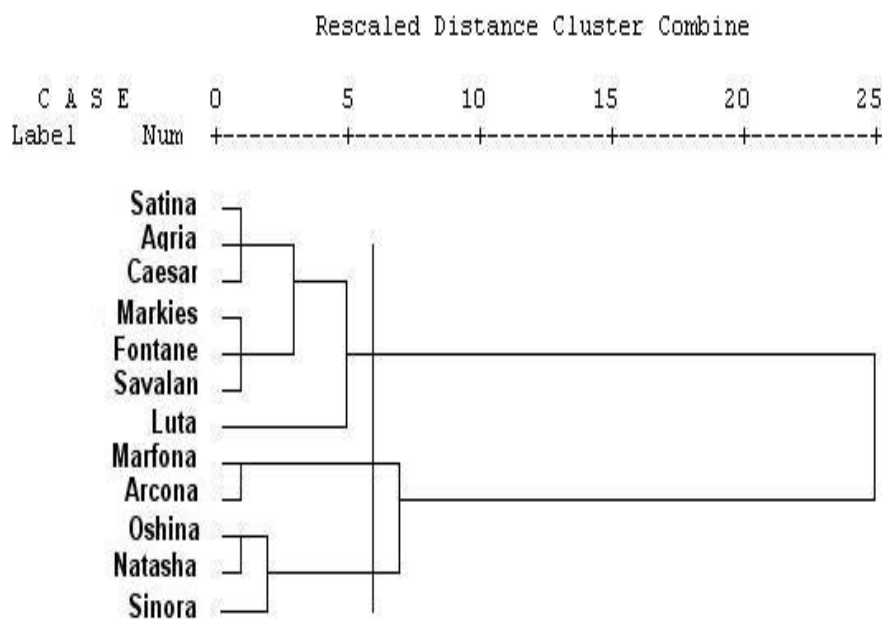 Rescaled Distance Cluster Combine
C A S E 0 5 10 15 20 25
Label Num +---------+---------+---------+---------+---------+
Satina
Aqria
Caesar
Markies
Fontane
Savalan
Luta
Marfona
Arcona
Oshina
Natasha
Sinora